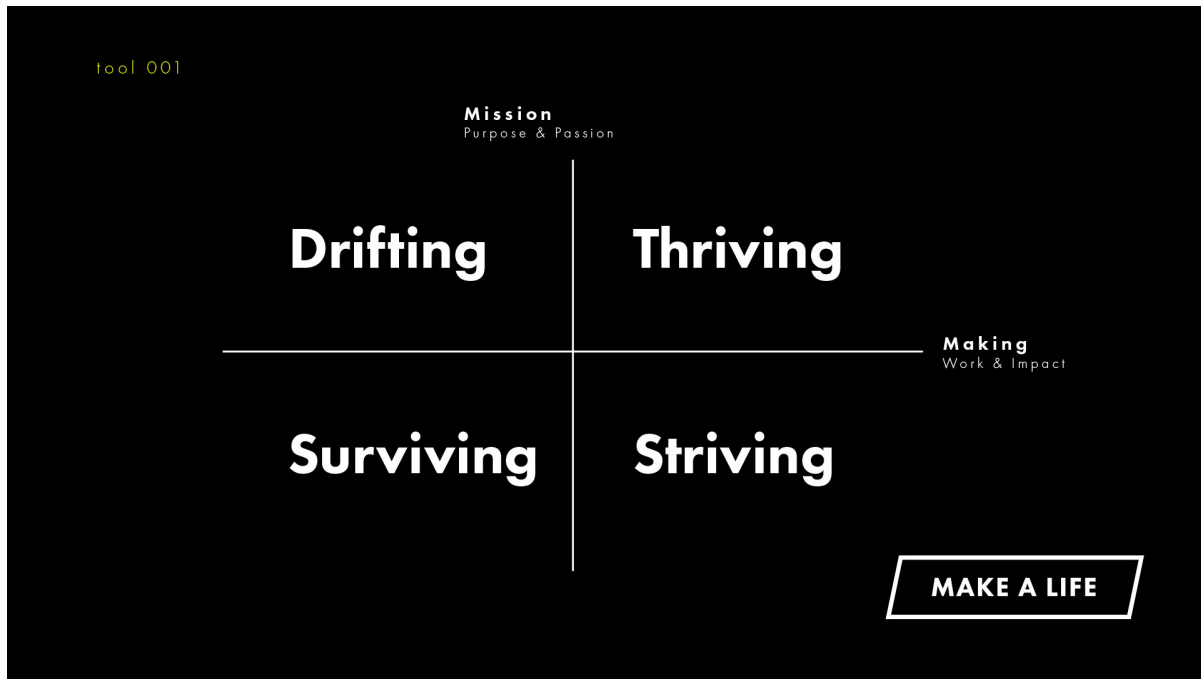 tool 001
Mission
Purpose & Passion
Drifting
Thriving
Making
Work & Impact
Surviving
Striving
MAKE A LIFE